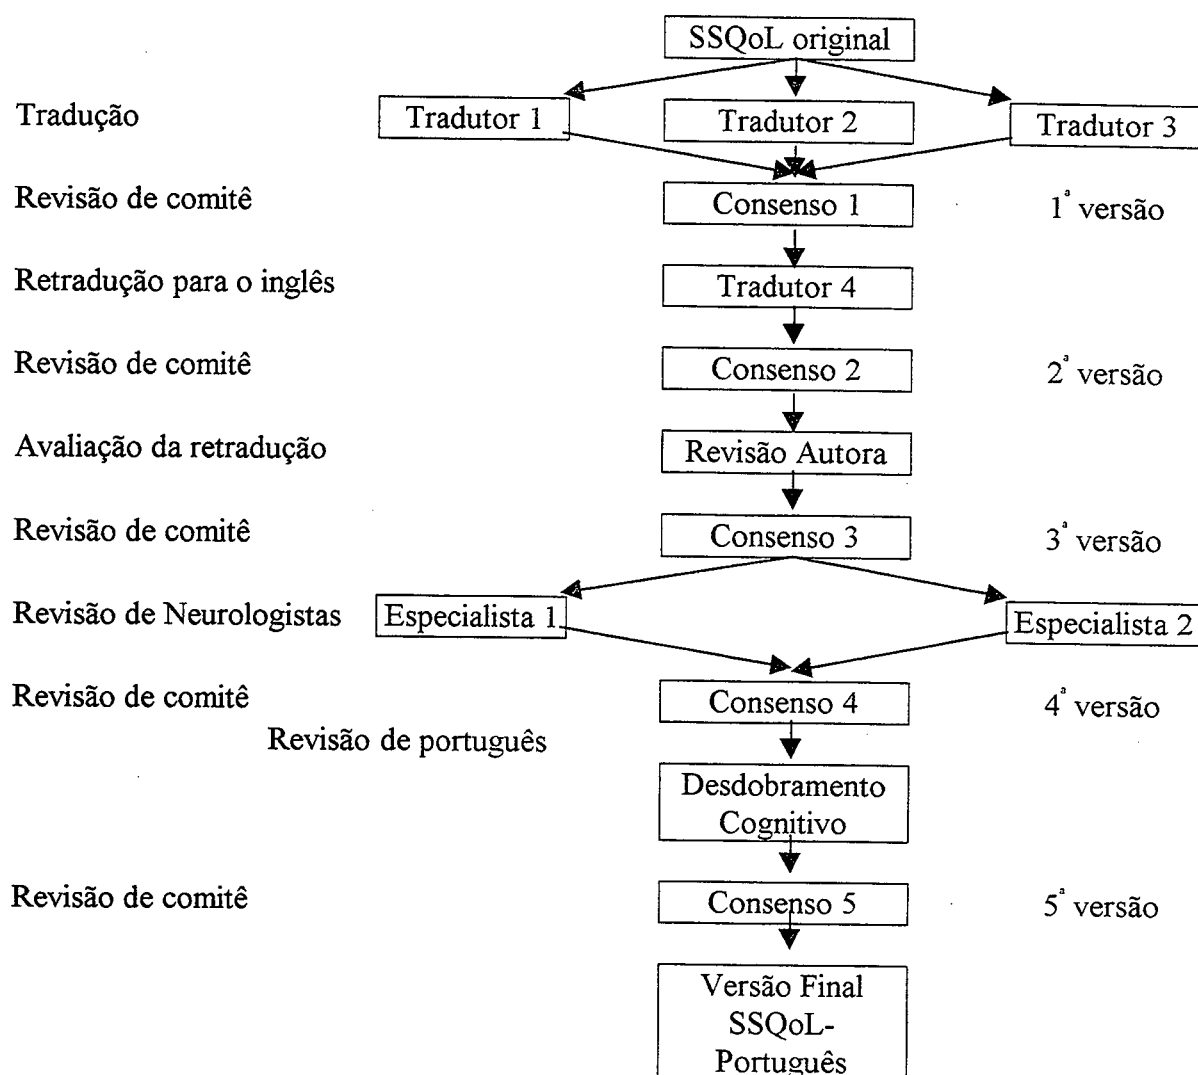 SSQoL original
Tradução
Tradutor 1
Tradutor 2
Tradutor 3
Revisão de comitê
Consenso 1
1ª versão
Retradução para o inglês
Tradutor 4
Revisão de comitê
Consenso 2
2ª versão
Avaliação da retradução
Revisão Autora
Revisão de comitê
Consenso 3
3ª versão
Revisão de Neurologistas
Especialista 1
Especialista 2
Revisão de comitê
Consenso 4
4ª versão
Revisão de português
Desdobramento
Cognitivo
Revisão de comitê
Consenso 5
5ª versão
Versão Final
SSQoL-
Português